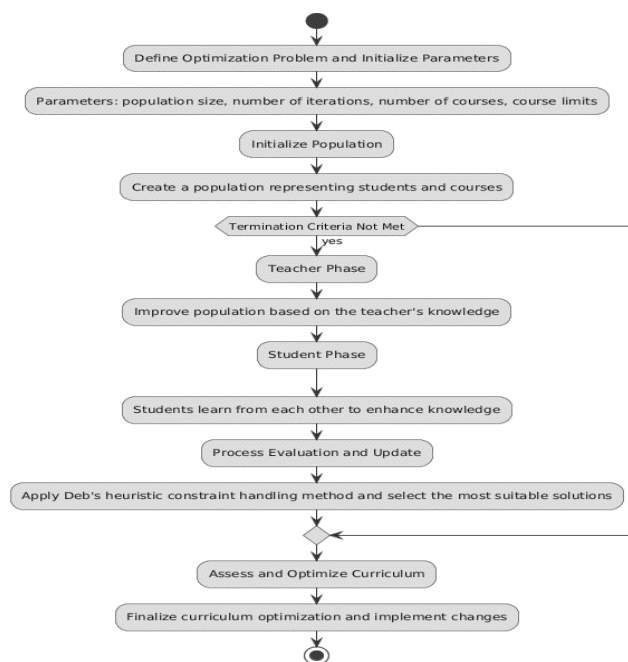 Define Optimization Problem and Initialize Parameters
Parameters: population size, number of iterations, number of courses, course limits
Initialize Population
Create a population representing students and courses
Termination Criteria Not Met
yes
Teacher Phase
Improve population based on the teacher's knowledge
Student Phase
Students learn from each other to enhance knowledge
Process Evaluation and Update
Apply Deb's heuristic constraint handling method and select the most suitable solutions
Assess and Optimize Curriculum
Finalize curriculum optimization and implement changes